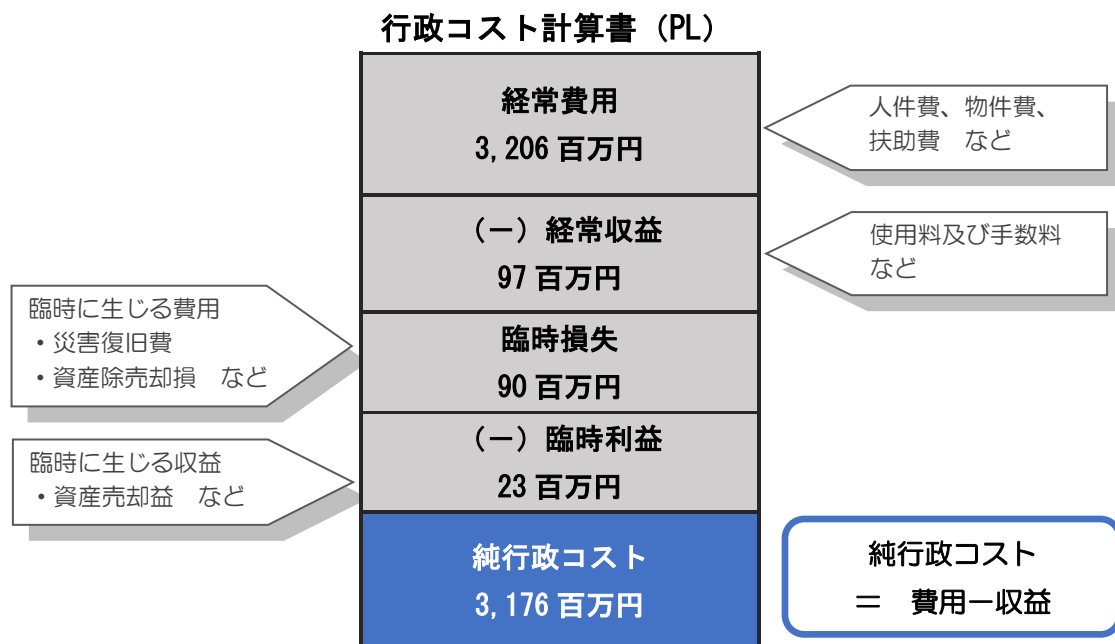 行政コスト計算書（PL）
経常費用
3,206 百万円
人件費、物件費、
扶助費　など
（－）経常収益
97 百万円
使用料及び手数料
など
臨時に生じる費用
・災害復旧費
・資産除売却損　など
臨時損失
90 百万円
（－）臨時利益
23 百万円
臨時に生じる収益
・資産売却益　など
純行政コスト
3,176 百万円
純行政コスト
＝　費用－収益